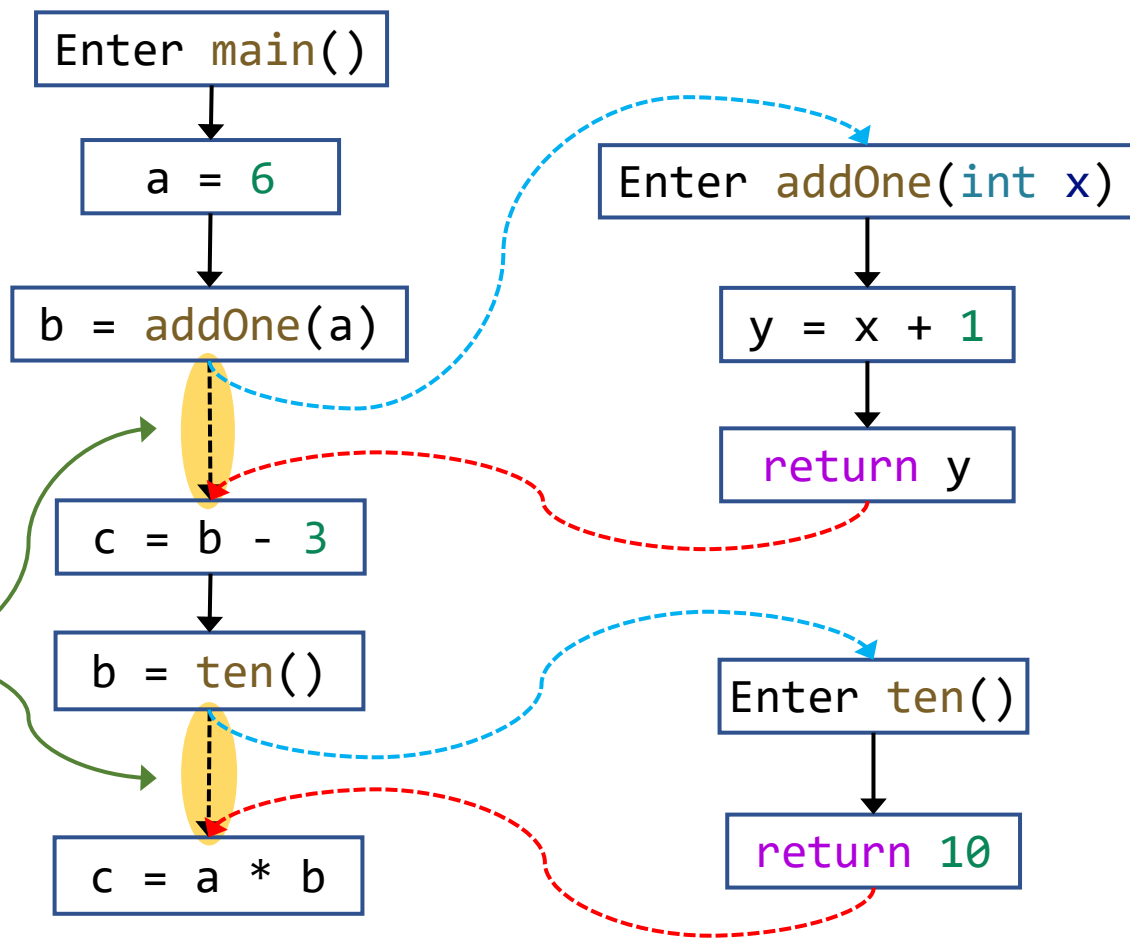 Enter main()
a = 6
b = addOne(a)
c = b - 3
b = ten()
c = a * b
Enter addOne(int x)
y = x + 1
return y
Enter ten()
return 10